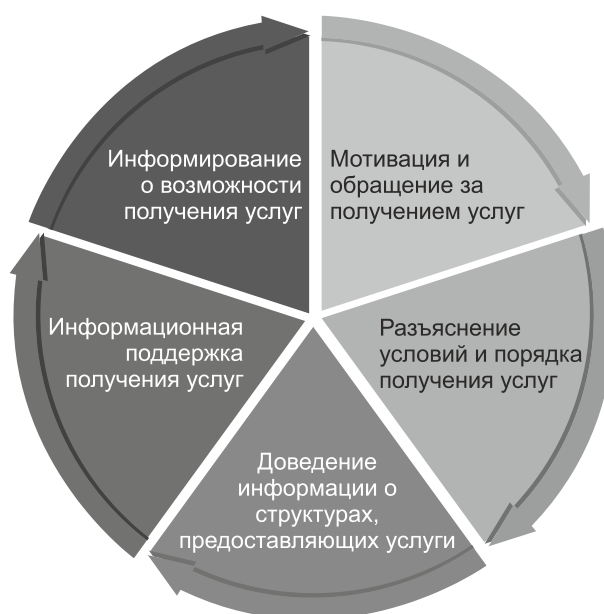 Информирование
о возможности
получения услуг
Мотивация и
обращение за
получением услуг
Разъяснение
условий и порядка
получения услуг
Доведение
информации о
структурах,
предоставляющих услуги
Информационная
поддержка
получения услуг